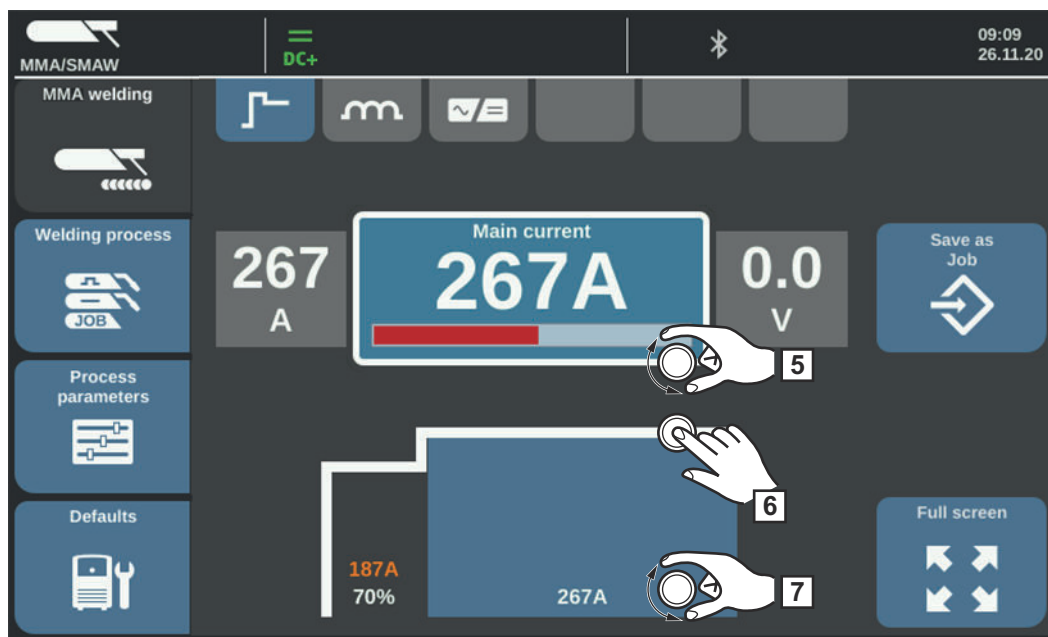 MMA/SMAW
DC+
09:09
26.11.20
MMA welding
Welding process
JOB
Process
parameters
Defaults
267
A
Main current
267A
0.0
V
Save as
Job
5
6
187A
70%
267A
7
Full screen